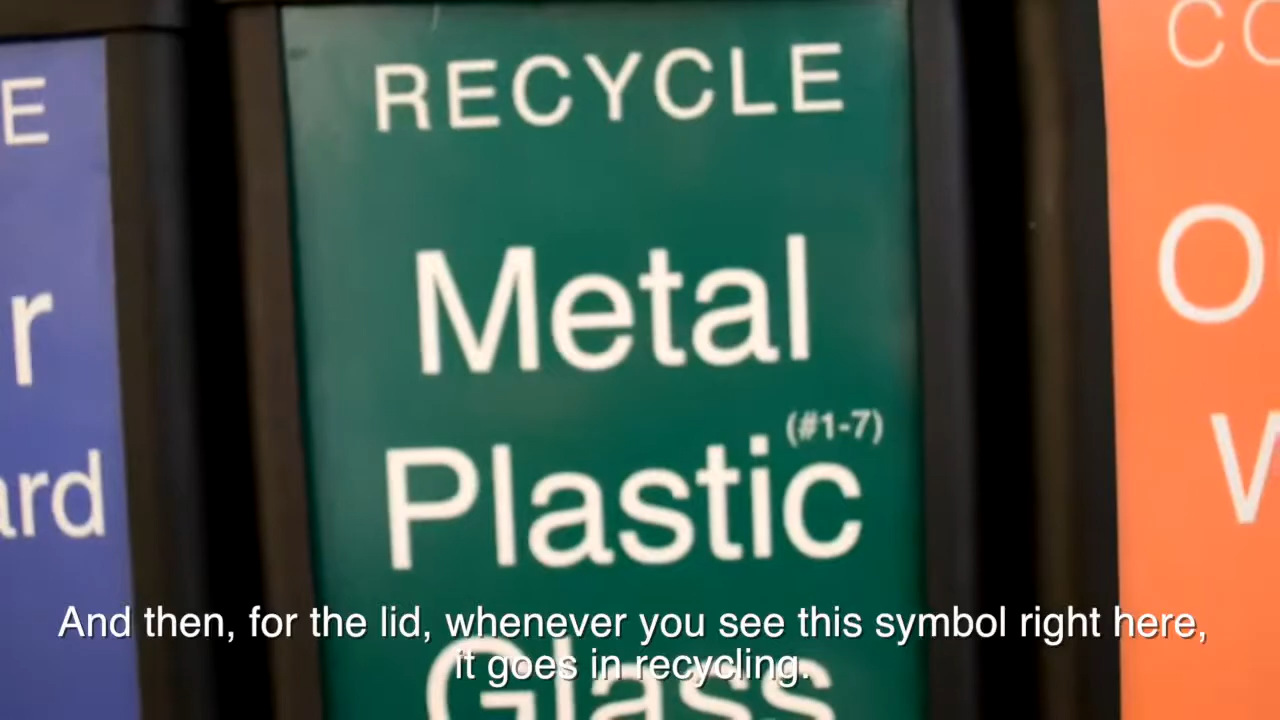 RECYCLE
Metal
Plastic (#1-7)
Glass
And then, for the lid, whenever you see this symbol right here,
it goes in recycling.